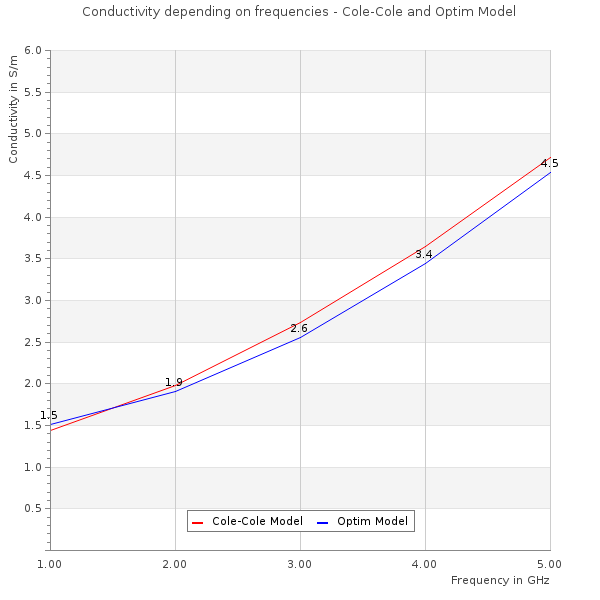 Conductivity depending on frequencies - Cole-Cole and Optim Model
Conductivity in S/m
6.0
5.5
5.0
4.5
4.0
3.5
3.0
2.5
2.0
1.5
1.0
0.5
1.5
1.9
2.6
3.4
4.5
Cole-Cole Model
Optim Model
1.00 2.00 3.00 4.00 5.00
Frequency in GHz